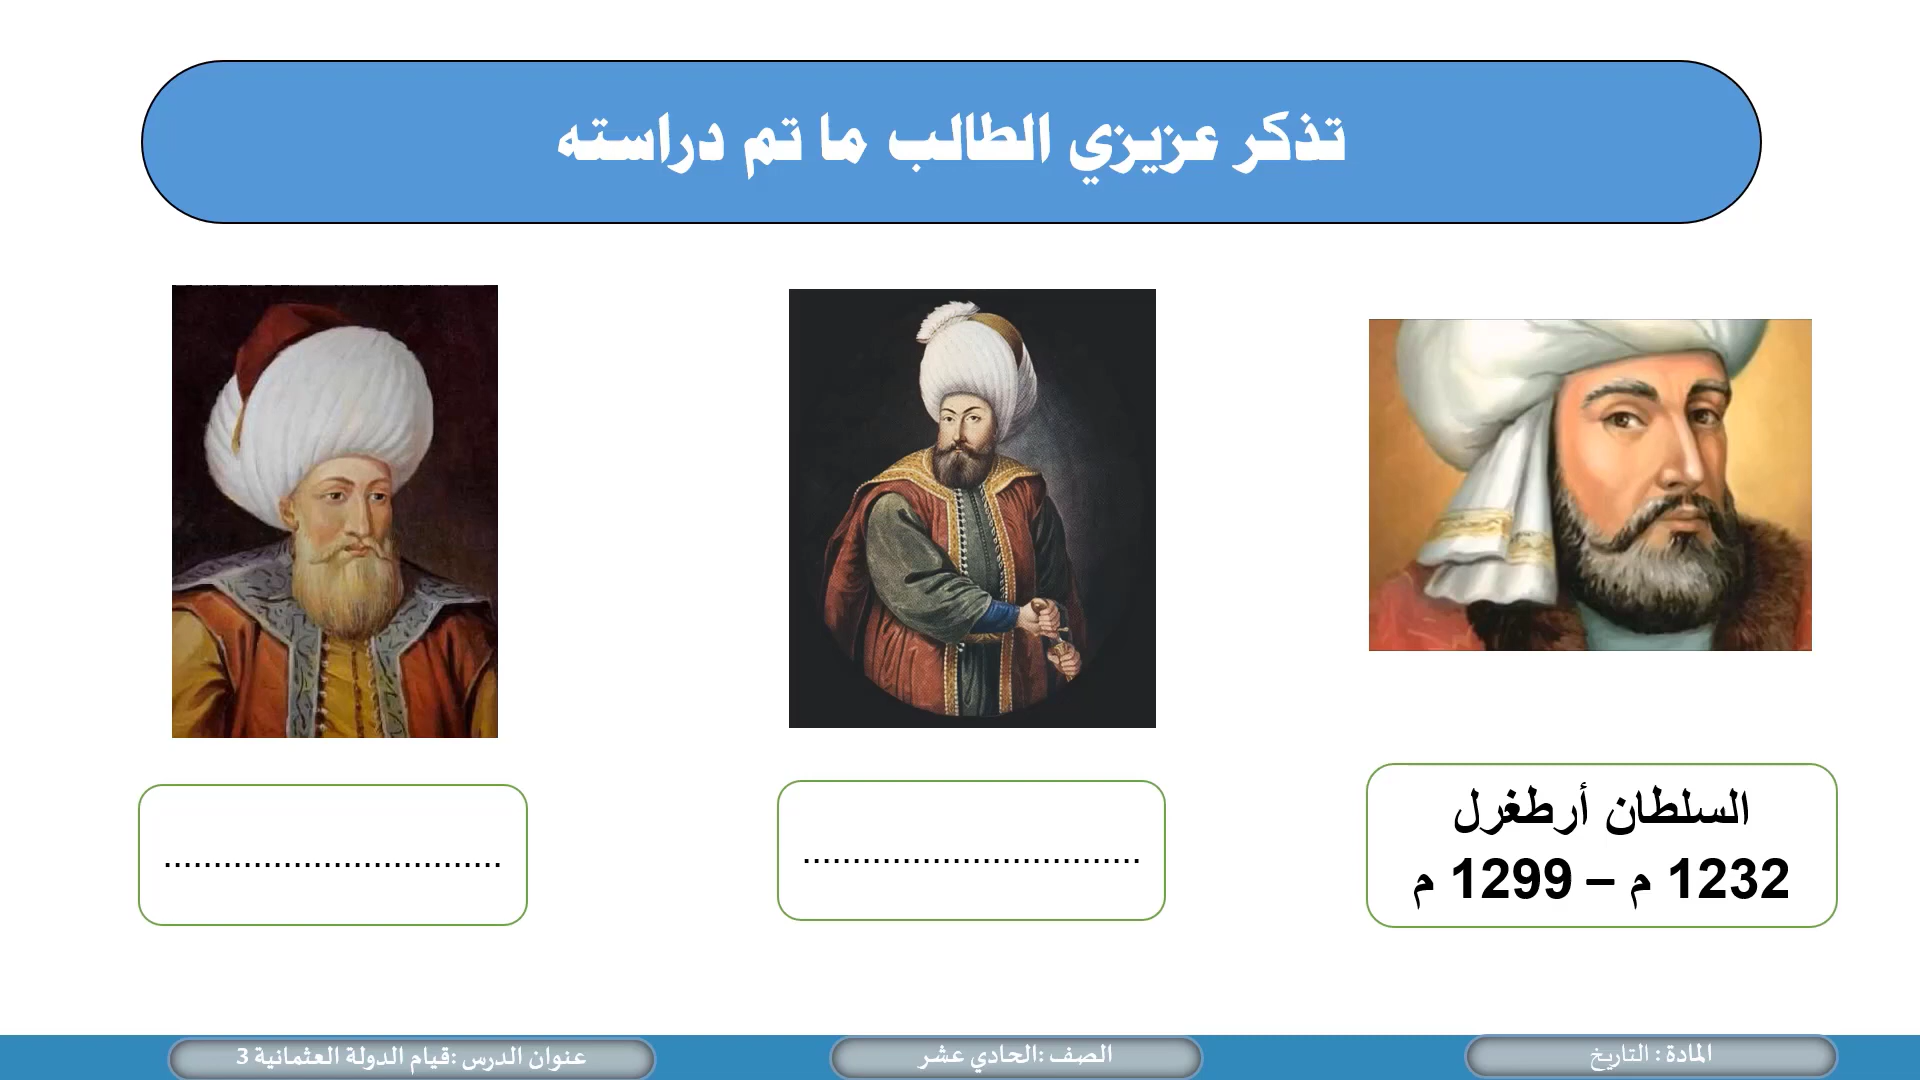 تذكر عزيزي الطالب ما تم دراسته
السلطان أرطغرل
1232 م – 1299 م
.................................
.................................
المادة : التاريخ
الصف :الحادي عشر
عنوان الدرس :قيام الدولة العثمانية 3